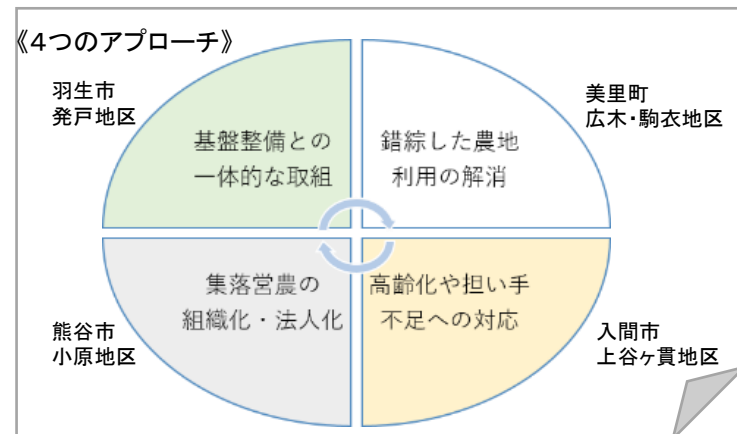 《４つのアプローチ》
羽生市
発戸地区
基盤整備との
一体的な取組
錯綜した農地
利用の解消
美里町
広木・駒衣地区
熊谷市
小原地区
集落営農の
組織化・法人化
高齢化や担い手
不足への対応
入間市
上谷ヶ貫地区